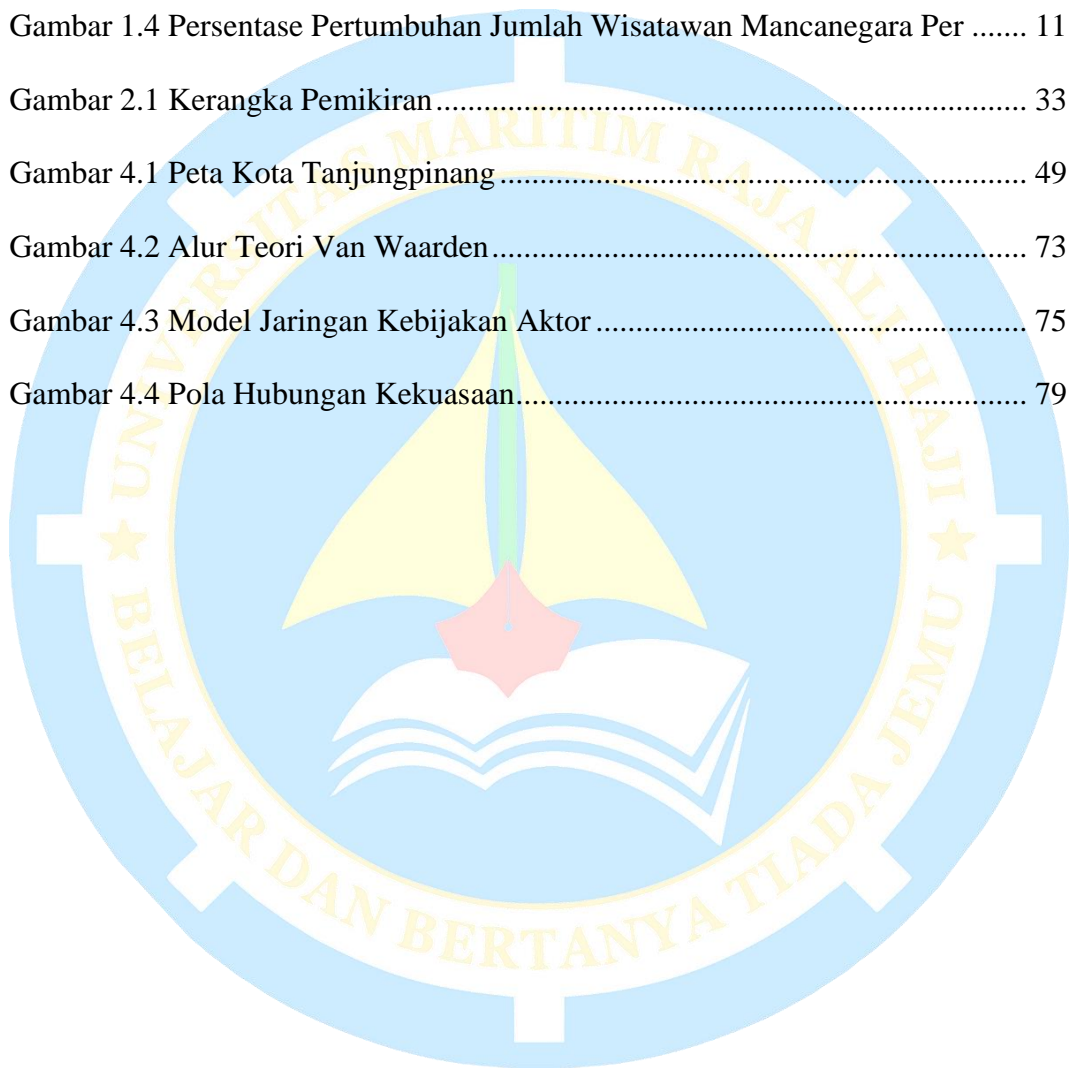 Gambar 1.4 Persentase Pertumbuhan Jumlah Wisatawan Mancanegara Per ....... 11
Gambar 2.1 Kerangka Pemikiran............................................................................ 33
Gambar 4.1 Peta Kota Tanjungpinang .................................................................... 49
Gambar 4.2 Alur Teori Van Waarden..................................................................... 73
Gambar 4.3 Model Jaringan Kebijakan Aktor ....................................................... 75
Gambar 4.4 Pola Hubungan Kekuasaan.................................................................. 79
UNIVERSITAS MARITIM RAJA ALI HAJI
BELAJAR DAN BERTANYA TIADA JEMU